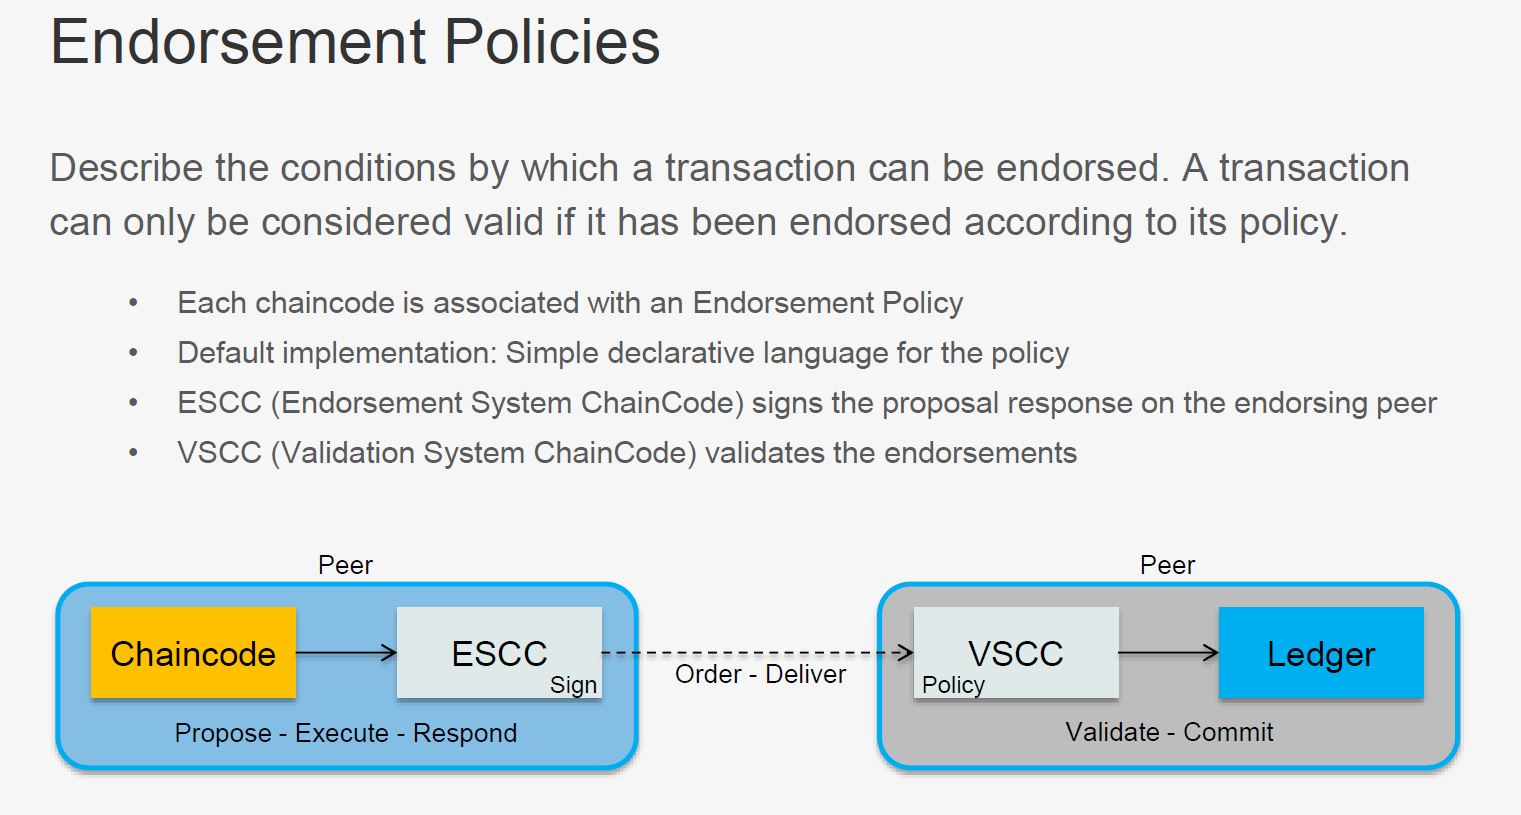 Endorsement Policies
Describe the conditions by which a transaction can be endorsed. A transaction
can only be considered valid if it has been endorsed according to its policy.
• Each chaincode is associated with an Endorsement Policy
• Default implementation: Simple declarative language for the policy
• ESCC (Endorsement System ChainCode) signs the proposal response on the endorsing peer
• VSCC (Validation System ChainCode) validates the endorsements
Peer
Chaincode
ESCC
Sign
Propose - Execute - Respond
Order - Deliver
Peer
VSCC
Policy
Ledger
Validate - Commit